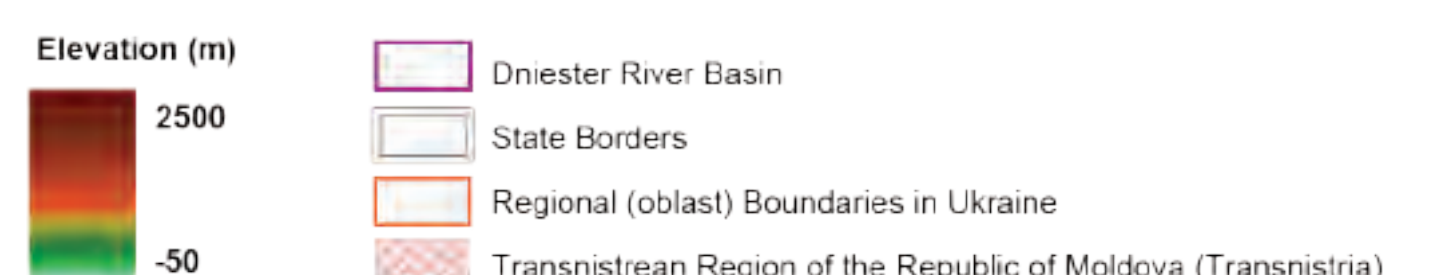 Elevation (m)
2500
-50
Dniester River Basin
State Borders
Regional (oblast) Boundaries in Ukraine
Transnistrean Region of the Republic of Moldova (Transnistria)